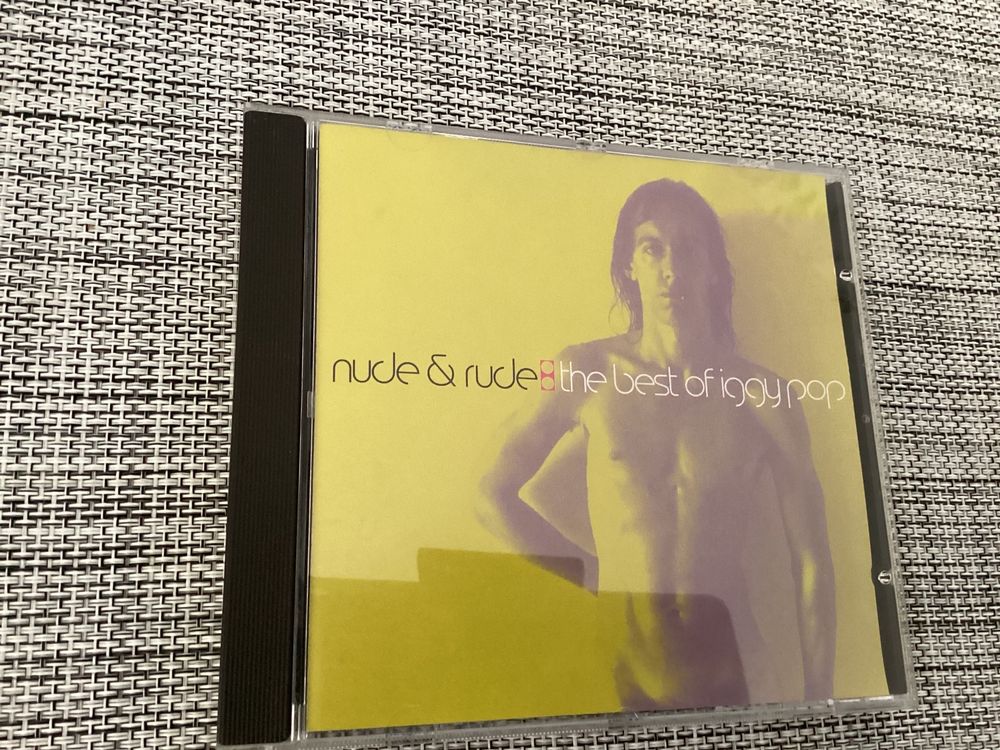 nude & rude: the best of iggy pop